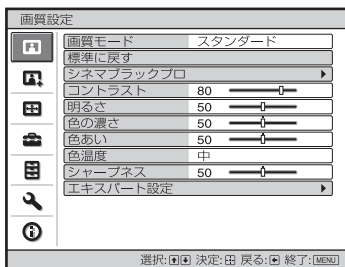 画質設定
画質モード スタンダード
標準に戻す
シネマブラックプロ
コントラスト 80
明るさ 50
色の濃さ 50
色あい 50
色温度 中
シャープネス 50
エキスパート設定
選択: 決定: 戻る: 終了:MENU